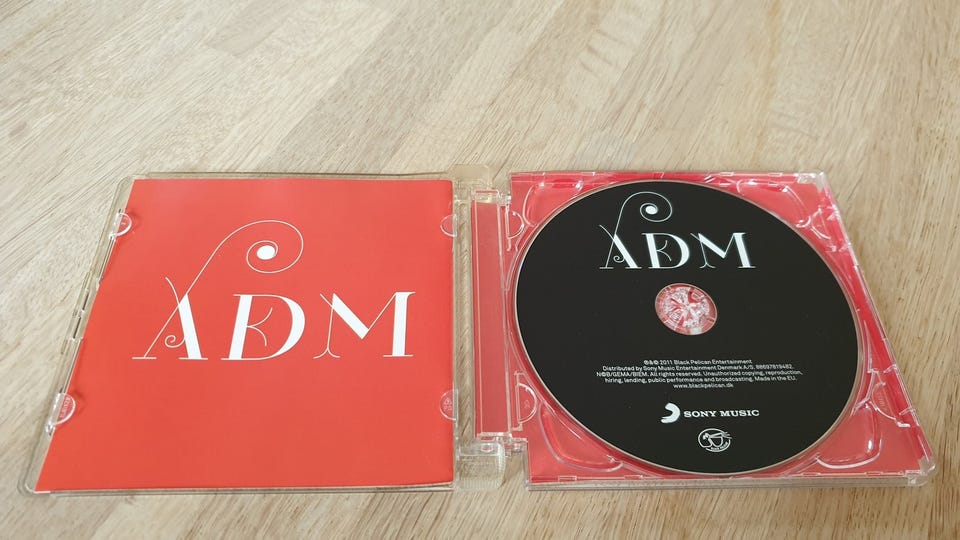 ADM
ADM
℗&© 2011 Black Pelican Entertainment
Distributed by Sony Music Entertainment Denmark A/S. 88697819482.
N©B/GEMA/BIEM. All rights reserved. Unauthorized copying, reproduction,
hiring, lending, public performance and broadcasting. Made in the EU.
www.blackpelican.dk
SONY MUSIC